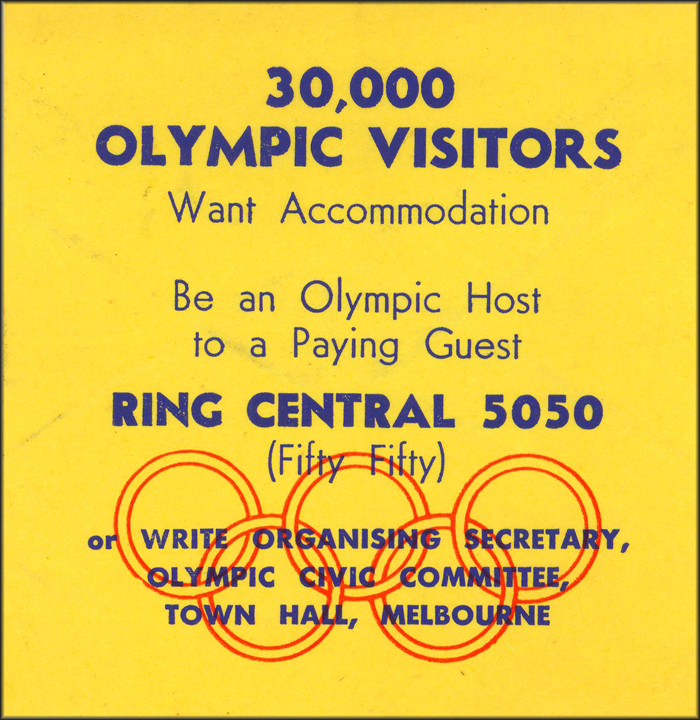 30,000
OLYMPIC VISITORS
Want Accommodation
Be an Olympic Host
to a Paying Guest
RING CENTRAL 5050
(Fifty Fifty)
or WRITE ORGANISING SECRETARY,
OLYMPIC CIVIC COMMITTEE,
TOWN HALL, MELBOURNE